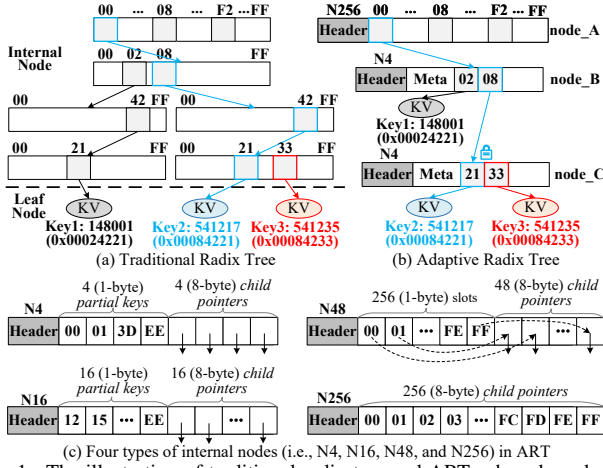 00 ... 08 ... F2 ... FF
Internal
Node
00 02 08 FF
00 42 FF
00 42 FF
00 21 FF
00 21 33 FF
Leaf
Node
KV KV KV
Key1: 148001
(0x00024221)
Key2: 541217
(0x00084221)
Key3: 541235
(0x00084233)
(a) Traditional Radix Tree
N256 00 ... 08 ... F2 ... FF
Header node_A
N4
Header Meta 02 08 node_B
KV
Key1: 148001
(0x00024221)
N4
Header Meta 21 33 node_C
KV KV
Key2: 541217
(0x00084221)
Key3: 541235
(0x00084233)
(b) Adaptive Radix Tree
4 (1-byte) partial keys
4 (8-byte) child pointers
N4
Header 00 01 3D EE
256 (1-byte) slots
48 (8-byte) child pointers
N48
Header 00 01 ... FE FF ...
16 (1-byte) partial keys
16 (8-byte) child pointers
N16
Header 12 15 ... EE ...
256 (8-byte) child pointers
N256
Header 00 01 02 03 ... FC FD FE FF
(c) Four types of internal nodes (i.e., N4, N16, N48, and N256) in ART